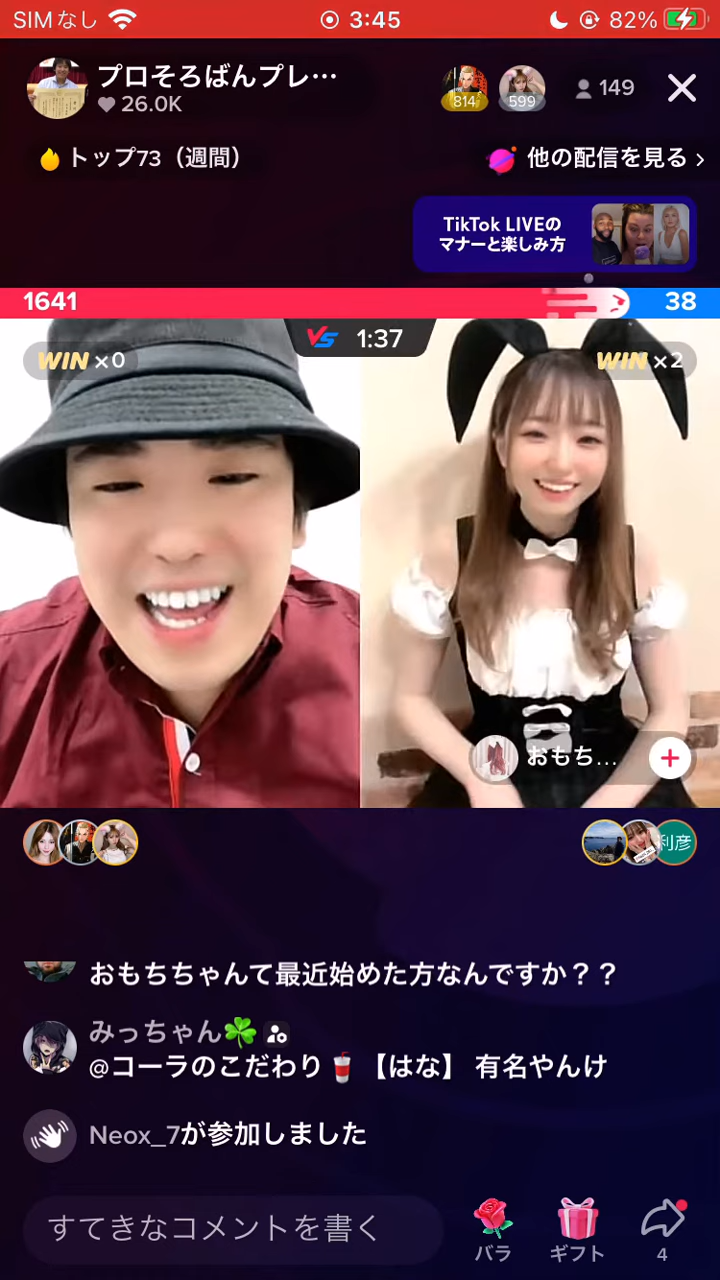 SIMなし
3:45
82%
プロそろばんプレ…
26.0K
814
599
149
トップ73（週間）
他の配信を見る
TikTok LIVEの
マナーと楽しみ方
1641
38
VS 1:37
WIN ×0
WIN ×2
おもち…
利彦
おもちちゃんて最近始めた方なんですか？？
みっちゃん☘️
@コーラのこだわり🥤【はな】 有名やんけ
Neox_7が参加しました
すてきなコメントを書く
バラ
ギフト
4